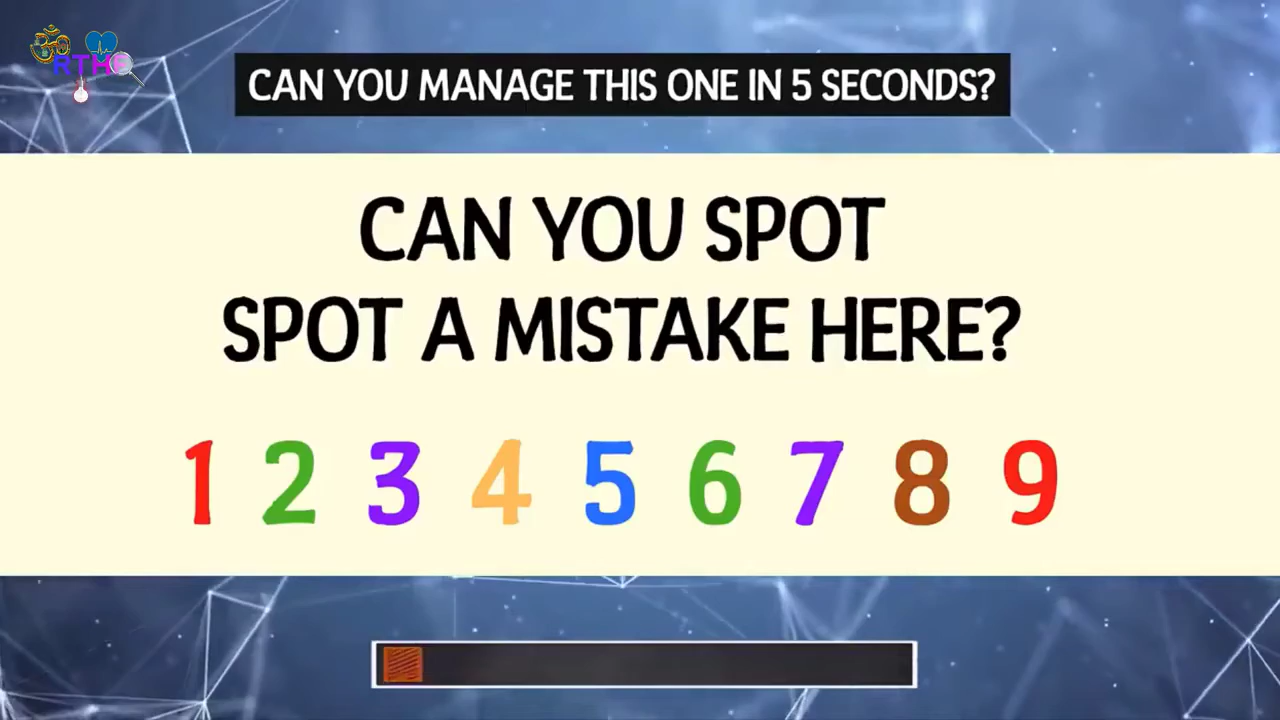 RTHF
CAN YOU MANAGE THIS ONE IN 5 SECONDS?
CAN YOU SPOT
SPOT A MISTAKE HERE?
1 2 3 4 5 6 7 8 9